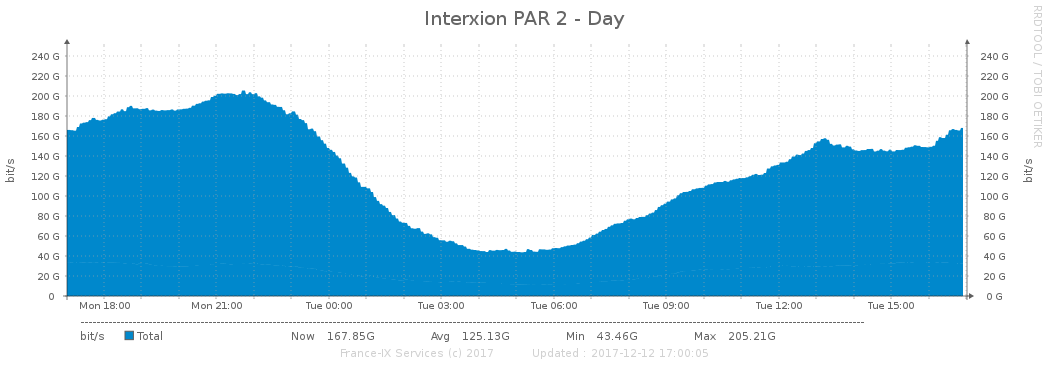 Interxion PAR 2 - Day
RRDTOOL / TOBI OETIKER
bit/s
240 G
220 G
200 G
180 G
160 G
140 G
120 G
100 G
80 G
60 G
40 G
20 G
0
240 G
220 G
200 G
180 G
160 G
140 G
120 G
100 G
80 G
60 G
40 G
20 G
0 G
bit/s
Mon 18:00 Mon 21:00 Tue 00:00 Tue 03:00 Tue 06:00 Tue 09:00 Tue 12:00 Tue 15:00
bit/s Total Now 167.85G Avg 125.13G Min 43.46G Max 205.21G
France-IX Services (c) 2017 Updated : 2017-12-12 17:00:05